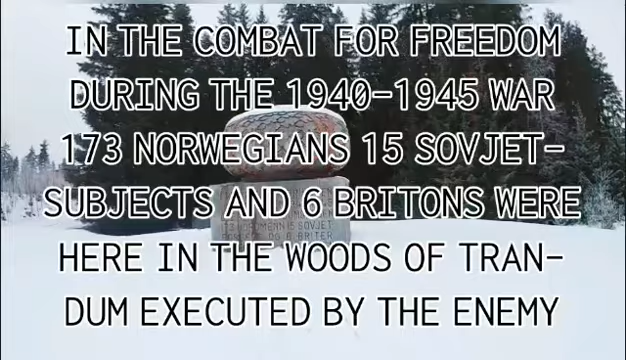 IN THE COMBAT FOR FREEDOM
DURING THE 1940-1945 WAR
173 NORWEGIANS 15 SOVJET-
SUBJECTS AND 6 BRITONS WERE
HERE IN THE WOODS OF TRAN-
DUM EXECUTED BY THE ENEMY